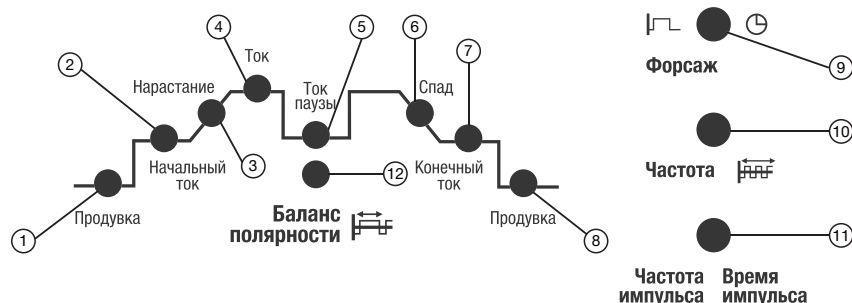 4
5
6
Ток
2
7
Нарастание
Ток
паузы
Спад
Форсаж
9
Начальный
ток
3
12
Конечный
ток
10
Частота
1
Продувка
Баланс
полярности
Продувка
8
11
Частота
импульса
Время
импульса